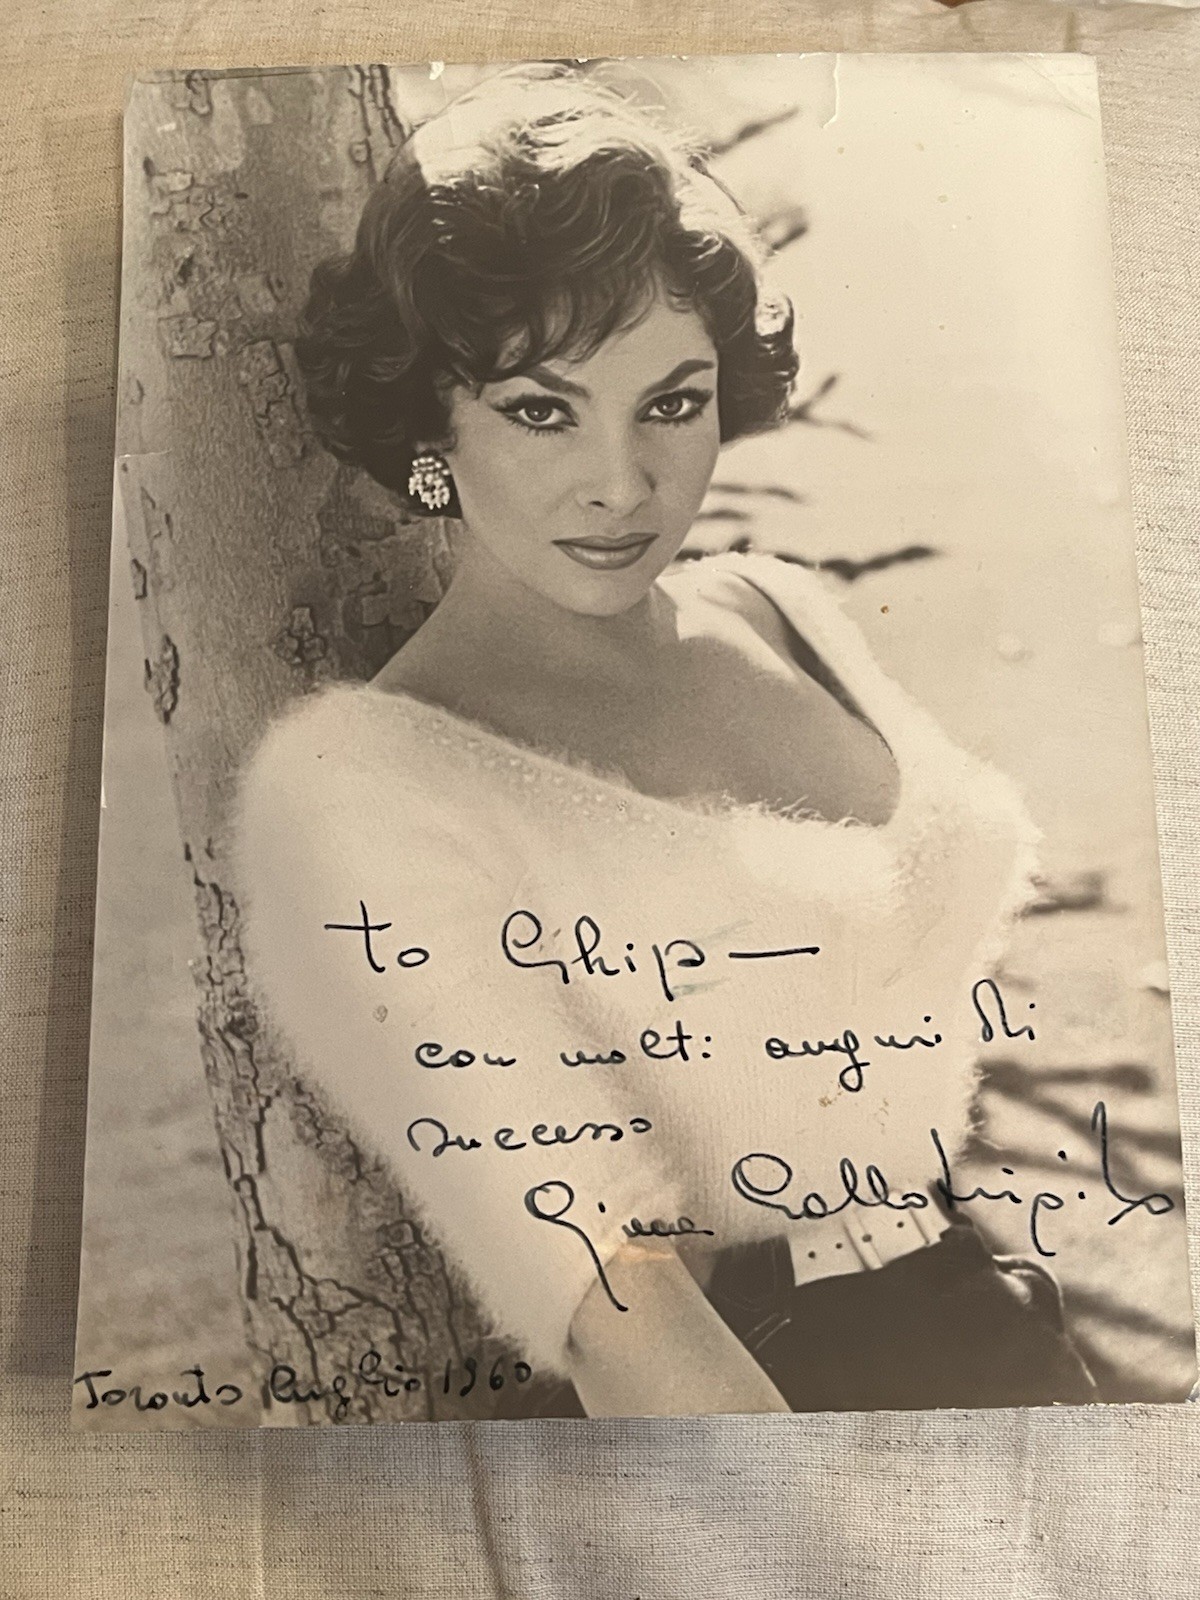 to Chip —
con molti auguri di
successo
Gina Lollobrigida
Toronto luglio 1960